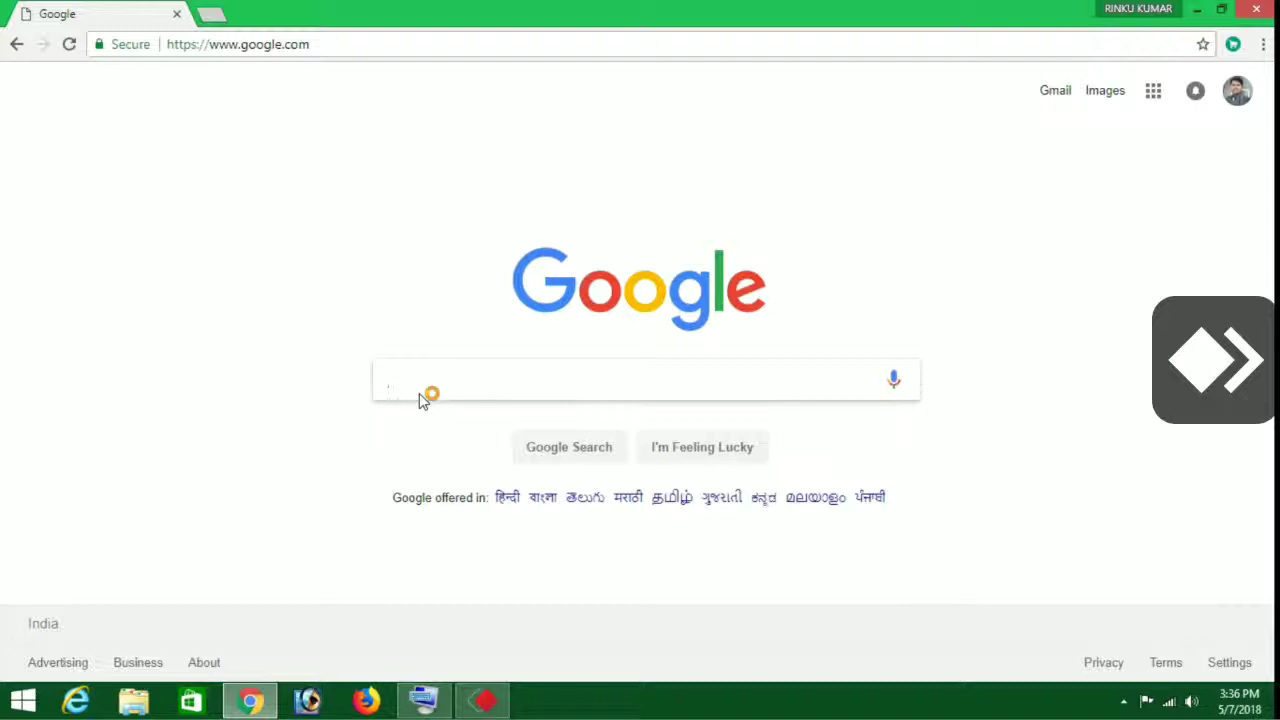 Google
RINKU KUMAR
Secure https://www.google.com
Gmail Images
Google
Google Search I'm Feeling Lucky
Google offered in: हिन्दी বাংলা తెలుగు मराठी தமிழ் ગુજરાતી ಕನ್ನಡ മലയാളം ਪੰਜਾਬੀ
India
Advertising Business About Privacy Terms Settings
3:36 PM
5/7/2018